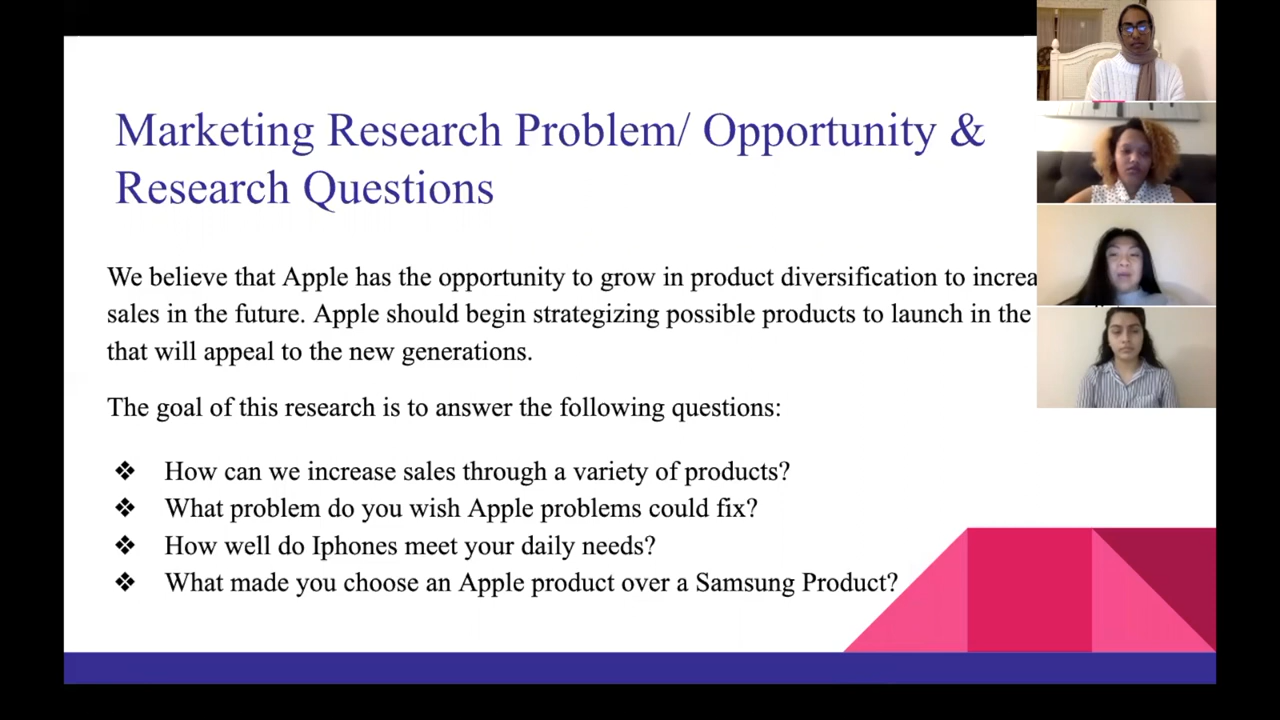 Marketing Research Problem/ Opportunity &
Research Questions
We believe that Apple has the opportunity to grow in product diversification to increa
sales in the future. Apple should begin strategizing possible products to launch in the
that will appeal to the new generations.
The goal of this research is to answer the following questions:
❖ How can we increase sales through a variety of products?
❖ What problem do you wish Apple problems could fix?
❖ How well do Iphones meet your daily needs?
❖ What made you choose an Apple product over a Samsung Product?